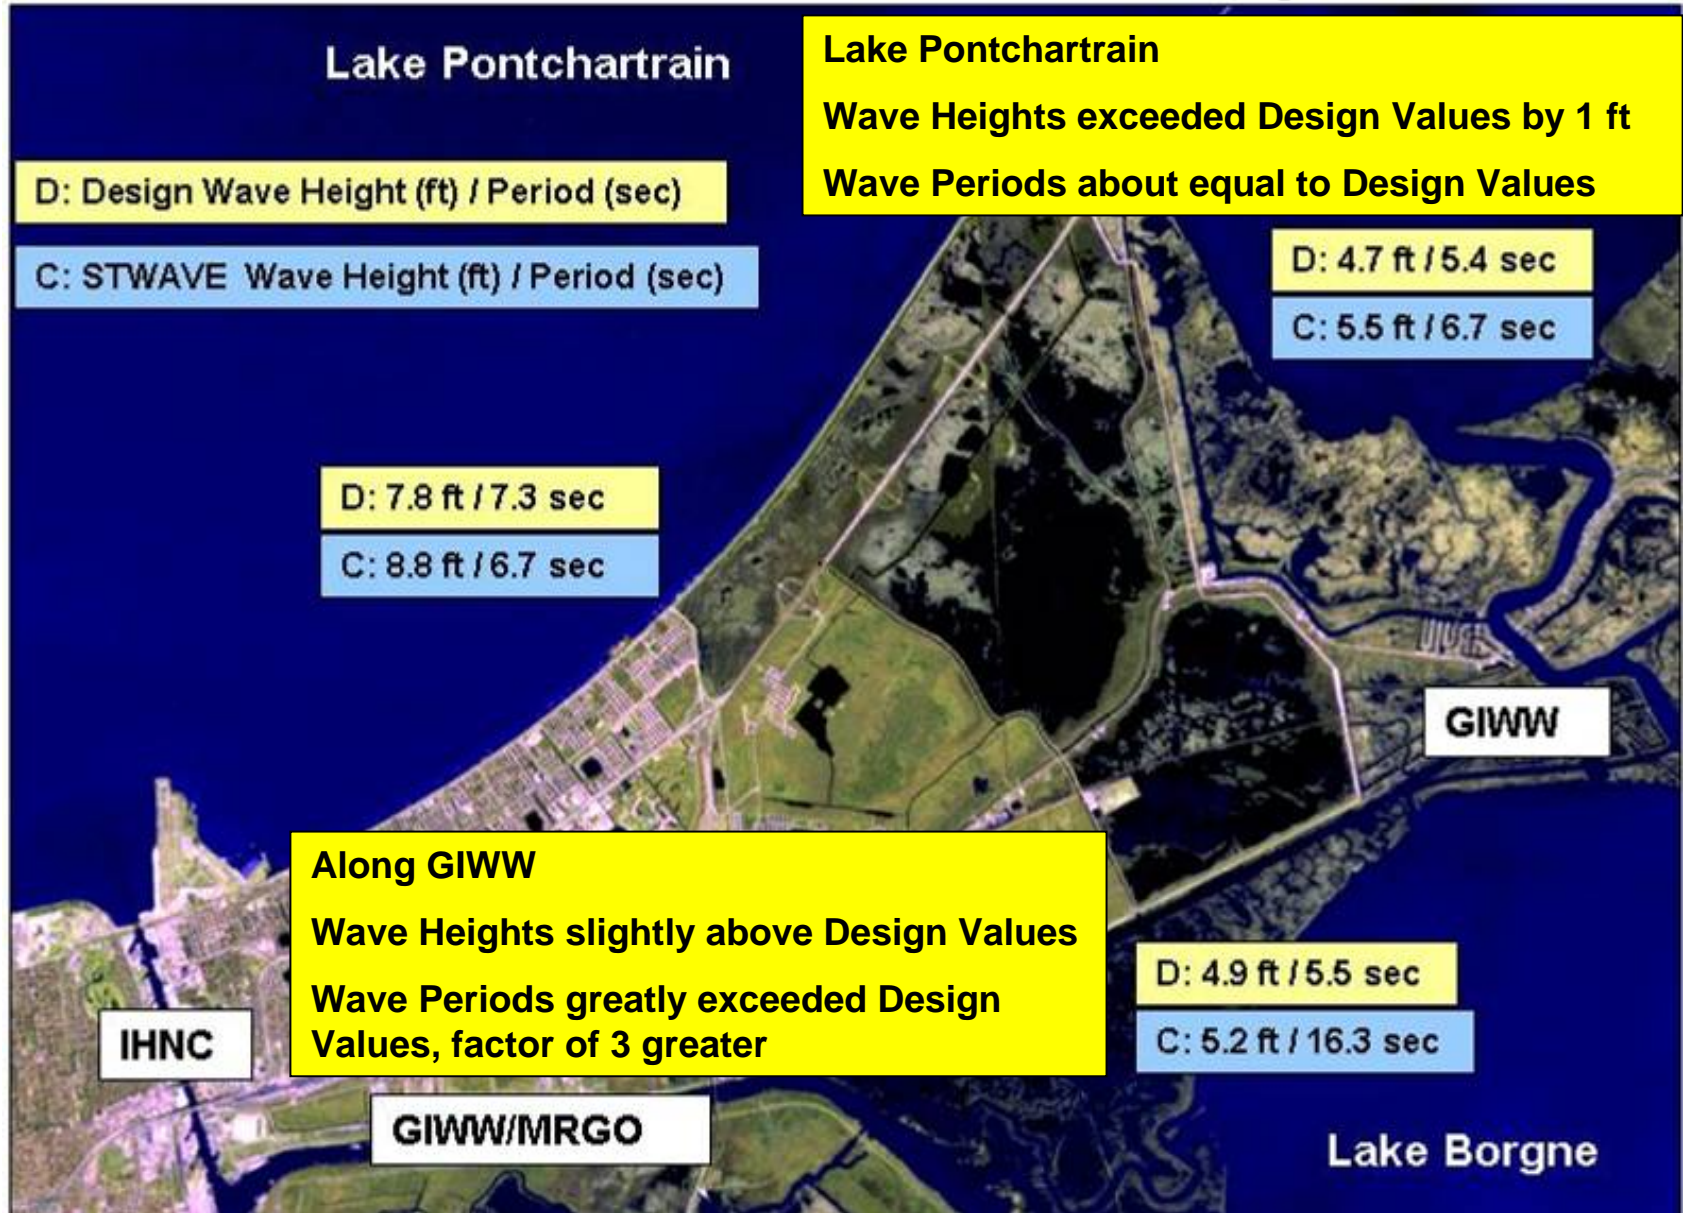 Lake Pontchartrain
Lake Pontchartrain
Wave Heights exceeded Design Values by 1 ft
Wave Periods about equal to Design Values
D: Design Wave Height (ft) / Period (sec)
C: STWAVE Wave Height (ft) / Period (sec)
D: 4.7 ft / 5.4 sec
C: 5.5 ft / 6.7 sec
D: 7.8 ft / 7.3 sec
C: 8.8 ft / 6.7 sec
GIWW
Along GIWW
Wave Heights slightly above Design Values
Wave Periods greatly exceeded Design
Values, factor of 3 greater
D: 4.9 ft / 5.5 sec
C: 5.2 ft / 16.3 sec
IHNC
GIWW/MRGO
Lake Borgne